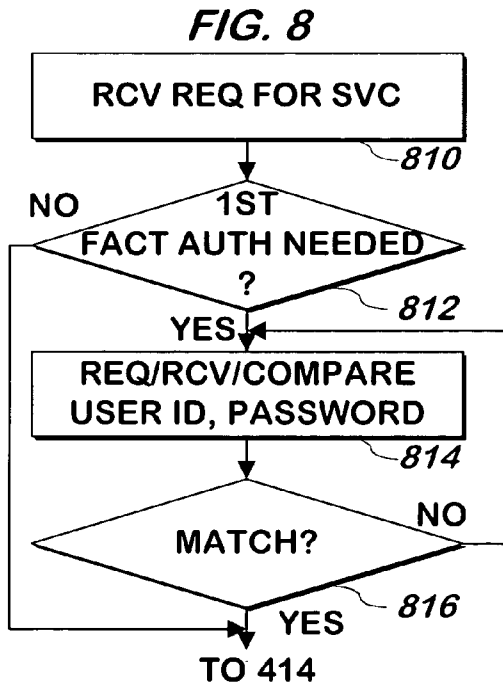 FIG. 8
RCV REQ FOR SVC
810
NO
1ST
FACT AUTH NEEDED
?
812
YES
REQ/RCV/COMPARE
USER ID, PASSWORD
814
NO
MATCH?
816
YES
TO 414